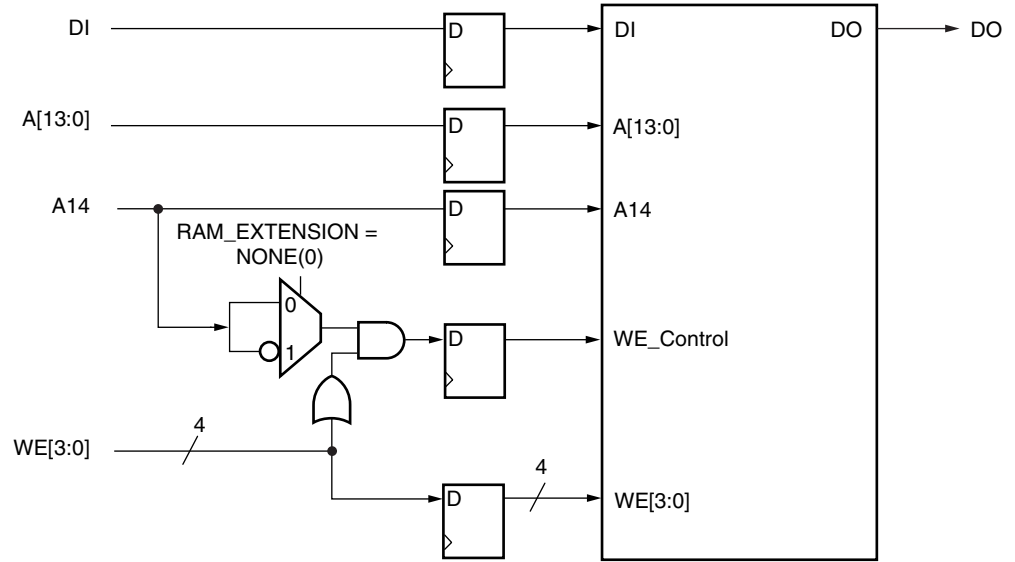 DI
D
DI
DO
DO
A[13:0]
D
A[13:0]
A14
D
A14
RAM_EXTENSION =
NONE(0)
0
1
D
WE_Control
4
WE[3:0]
4
D
WE[3:0]